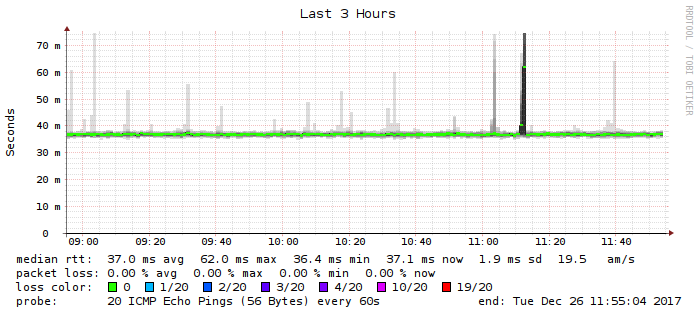 Last 3 Hours
RRDTOOL / TOBI OETIKER
Seconds
70 m
60 m
50 m
40 m
30 m
20 m
10 m
0
09:00 09:20 09:40 10:00 10:20 10:40 11:00 11:20 11:40
median rtt: 37.0 ms avg 62.0 ms max 36.4 ms min 37.1 ms now 1.9 ms sd 19.5 am/s
packet loss: 0.00 % avg 0.00 % max 0.00 % min 0.00 % now
loss color: 0 1/20 2/20 3/20 4/20 10/20 19/20
probe: 20 ICMP Echo Pings (56 Bytes) every 60s end: Tue Dec 26 11:55:04 2017